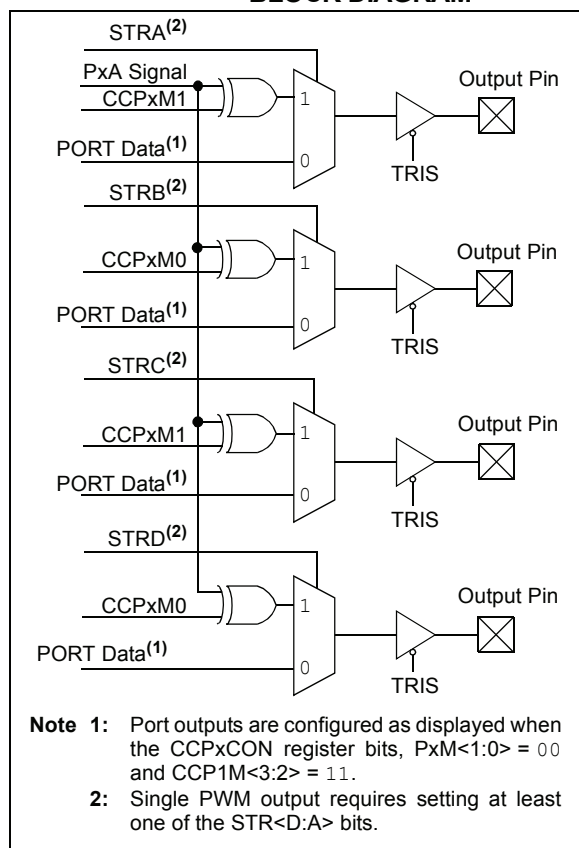 BLOCK DIAGRAM
STRA(2)
PxA Signal
CCPxM1
1
Output Pin
PORT Data(1)
0
TRIS
STRB(2)
CCPxM0
1
Output Pin
PORT Data(1)
0
TRIS
STRC(2)
CCPxM1
1
Output Pin
PORT Data(1)
0
TRIS
STRD(2)
CCPxM0
1
Output Pin
PORT Data(1)
0
TRIS
Note 1: Port outputs are configured as displayed when
the CCPxCON register bits, PxM<1:0> = 00
and CCP1M<3:2> = 11.
2: Single PWM output requires setting at least
one of the STR<D:A> bits.